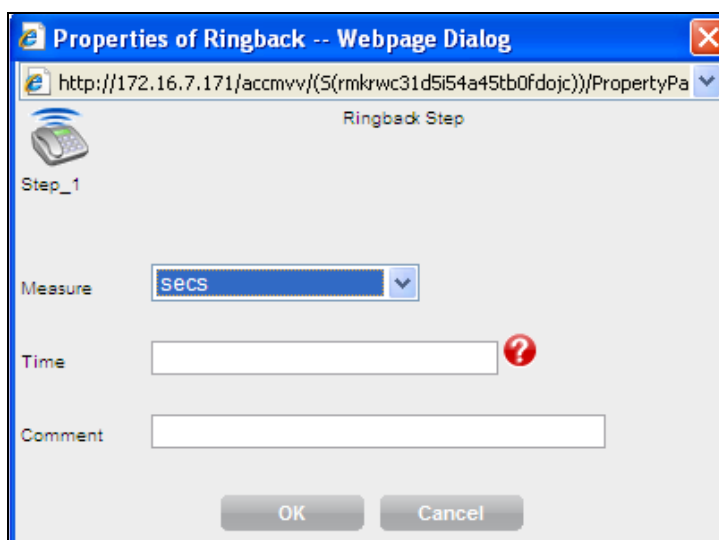 Properties of Ringback -- Webpage Dialog
http://172.16.7.171/accmvv/(S(rmkrwc31d5i54a45tb0fdojc))/PropertyPa
Ringback Step
Step_1
Measure secs
Time ?
Comment
OK Cancel